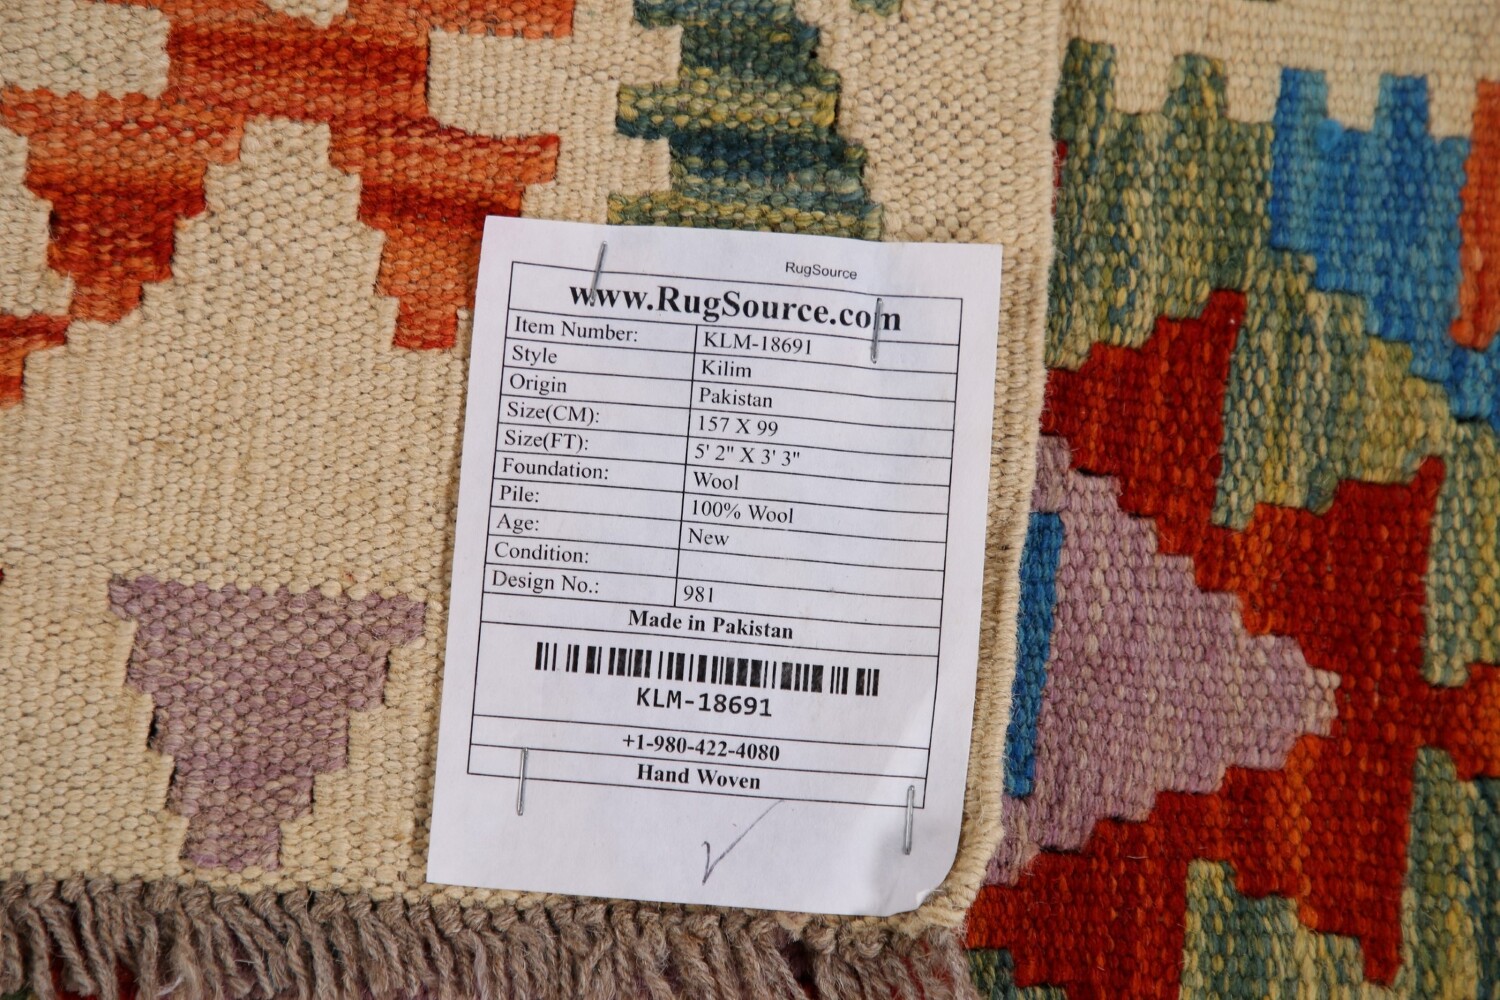 RugSource
www.RugSource.com
Item Number: KLM-18691
Style Kilim
Origin Pakistan
Size(CM): 157 X 99
Size(FT): 5' 2" X 3' 3"
Foundation: Wool
Pile: 100% Wool
Age: New
Condition:
Design No.: 981
Made in Pakistan
KLM-18691
+1-980-422-4080
Hand Woven